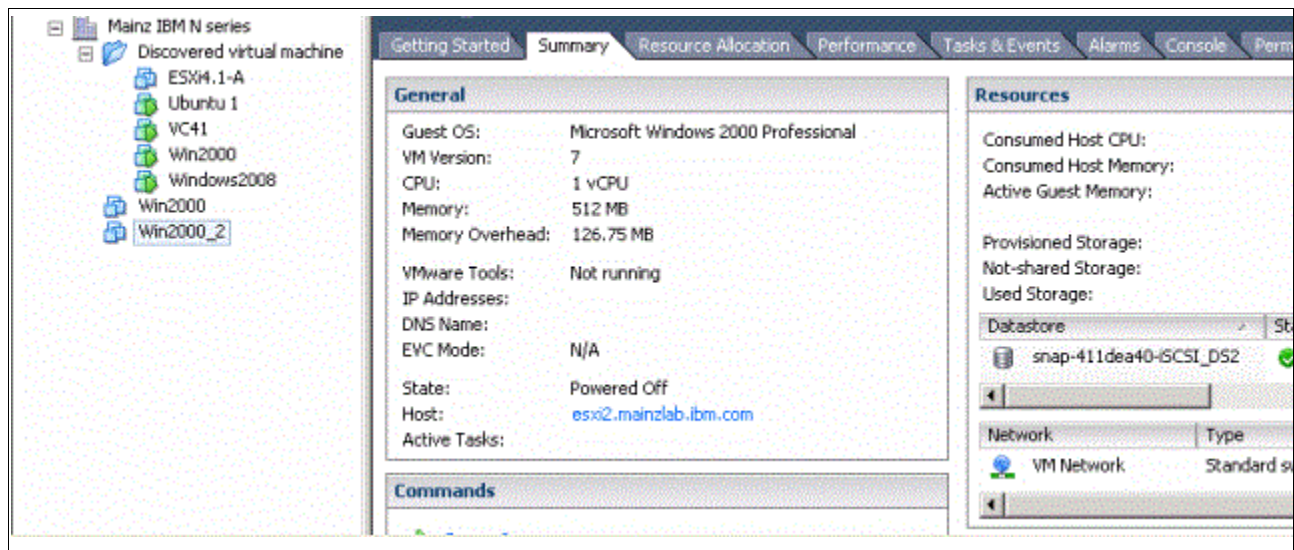 Mainz IBM N series
Discovered virtual machine
ESXi4.1-A
Ubuntu 1
VC41
Win2000
Windows2008
Win2000
Win2000_2
Getting Started Summary Resource Allocation Performance Tasks & Events Alarms Console Perm
General
Guest OS: Microsoft Windows 2000 Professional
VM Version: 7
CPU: 1 vCPU
Memory: 512 MB
Memory Overhead: 126.75 MB
VMware Tools: Not running
IP Addresses:
DNS Name:
EVC Mode: N/A
State: Powered Off
Host: esxi2.mainzlab.ibm.com
Active Tasks:
Commands
Resources
Consumed Host CPU:
Consumed Host Memory:
Active Guest Memory:
Provisioned Storage:
Not-shared Storage:
Used Storage:
Datastore St
snap-411dea40-iSCSI_DS2
Network Type
VM Network Standard s